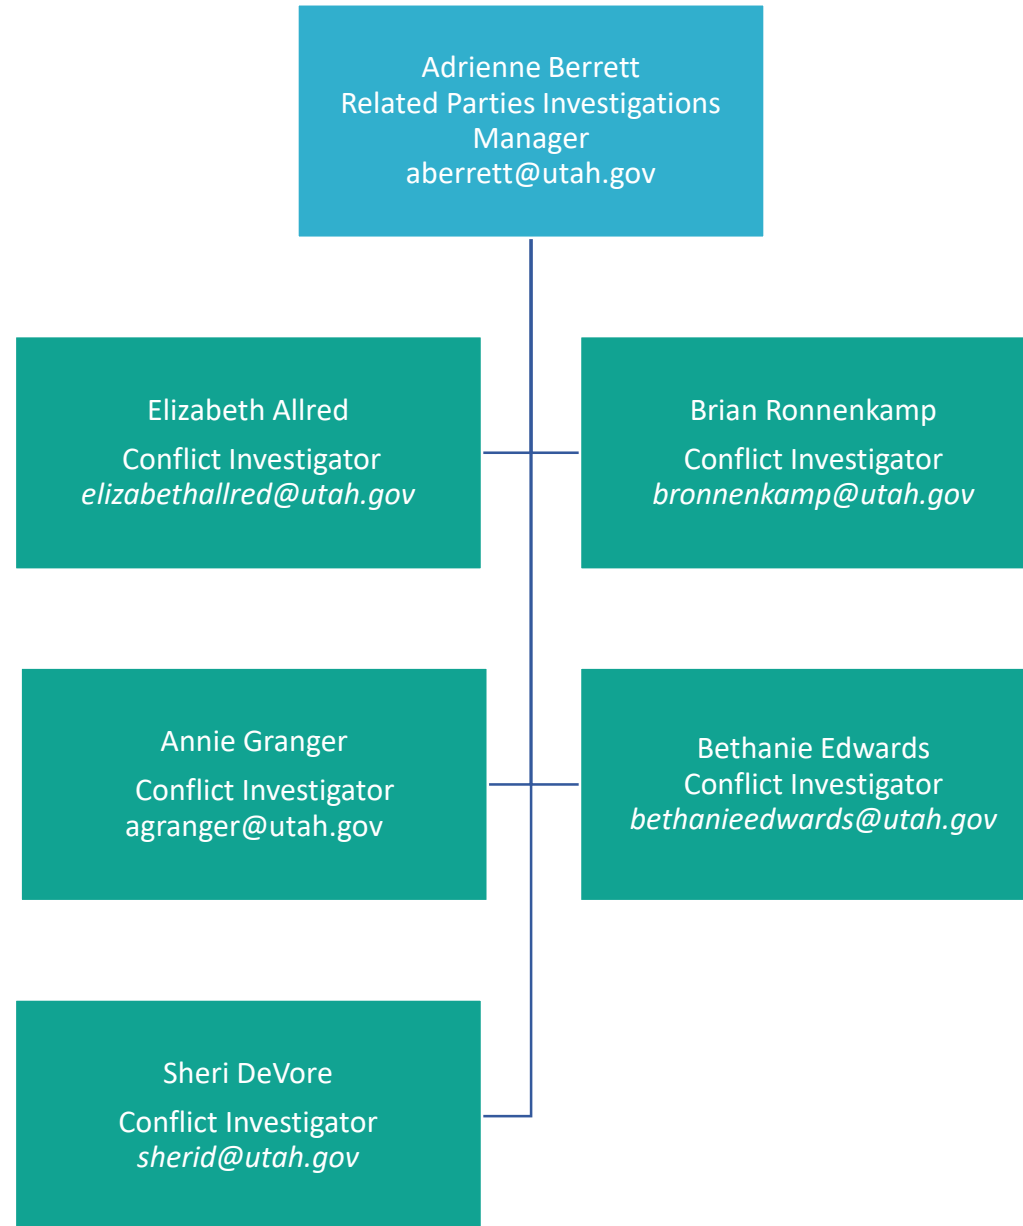 Adrienne Berrett
Related Parties Investigations
Manager
aberrett@utah.gov
Elizabeth Allred
Conflict Investigator
elizabethallred@utah.gov
Brian Ronnenkamp
Conflict Investigator
bronnenkamp@utah.gov
Annie Granger
Conflict Investigator
agranger@utah.gov
Bethanie Edwards
Conflict Investigator
bethanieedwards@utah.gov
Sheri DeVore
Conflict Investigator
sherid@utah.gov